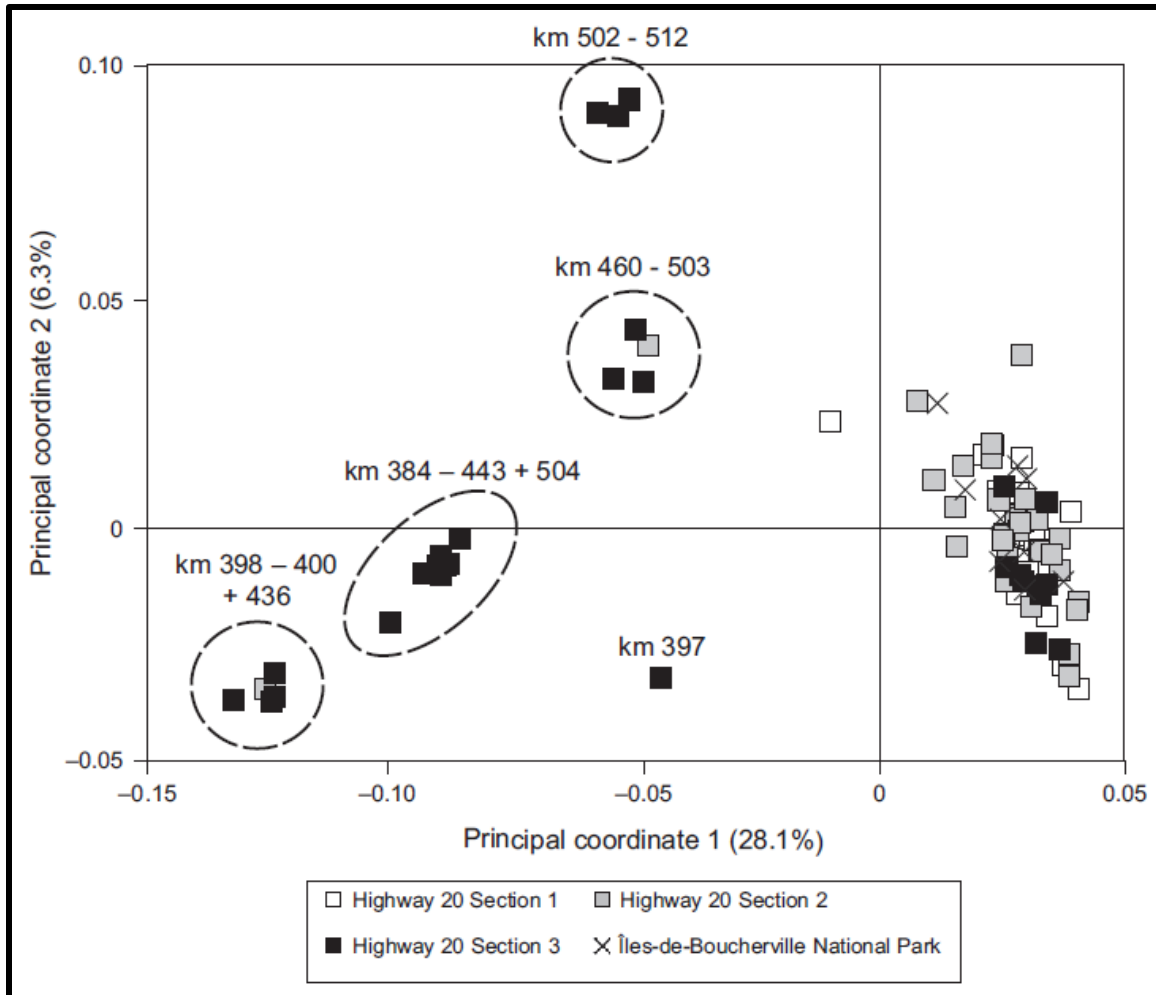 km 502 - 512
0.10
km 460 - 503
0.05
km 384 – 443 + 504
0
km 398 – 400
+ 436
km 397
–0.05
–0.15
–0.10
–0.05
0
0.05
Principal coordinate 2 (6.3%)
Principal coordinate 1 (28.1%)
Highway 20 Section 1
Highway 20 Section 2
Highway 20 Section 3
Îles-de-Boucherville National Park